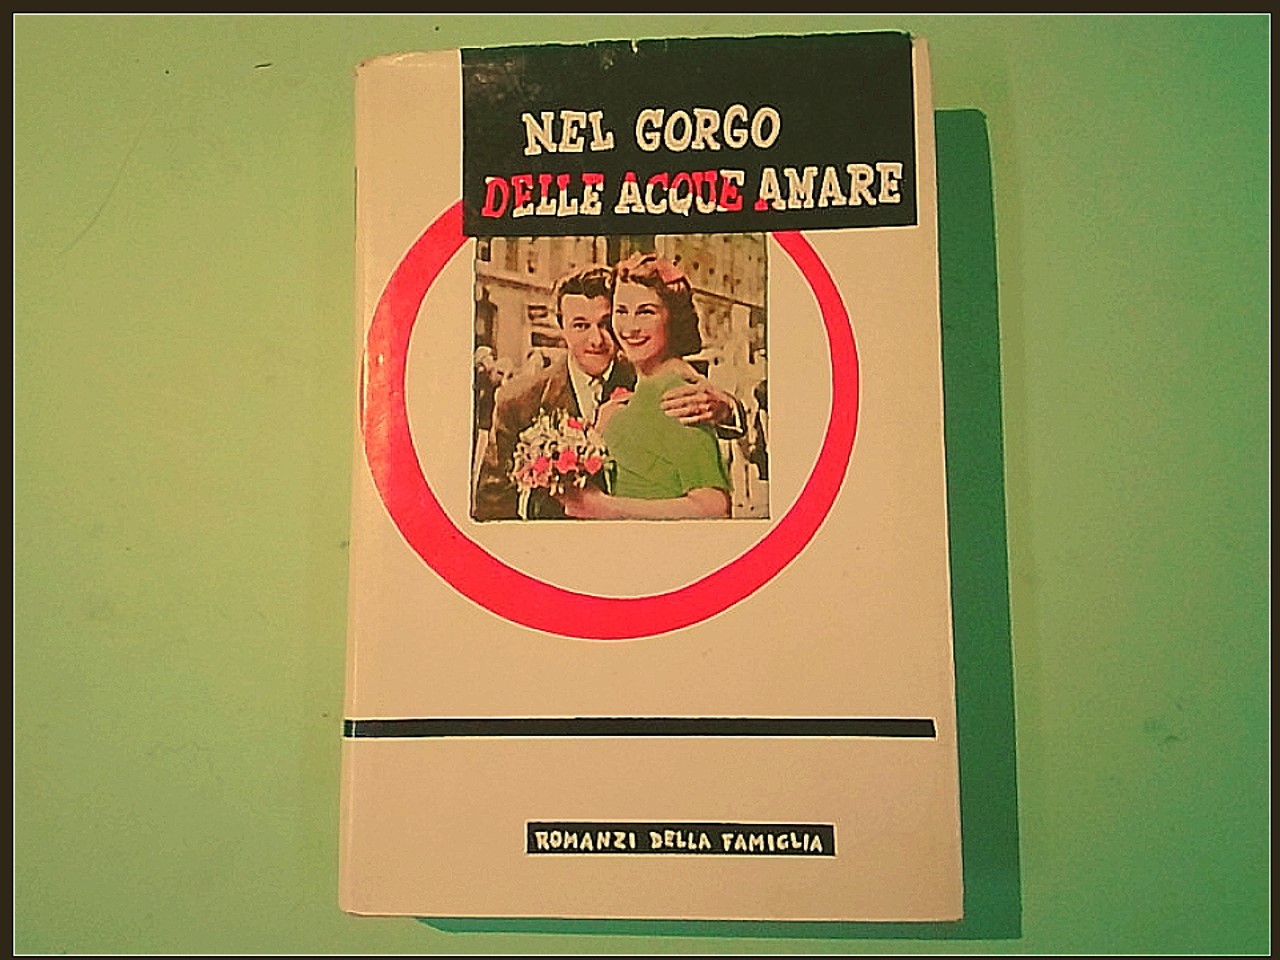 NEL GORGO
DELLE ACQUE AMARE
ROMANZI DELLA FAMIGLIA